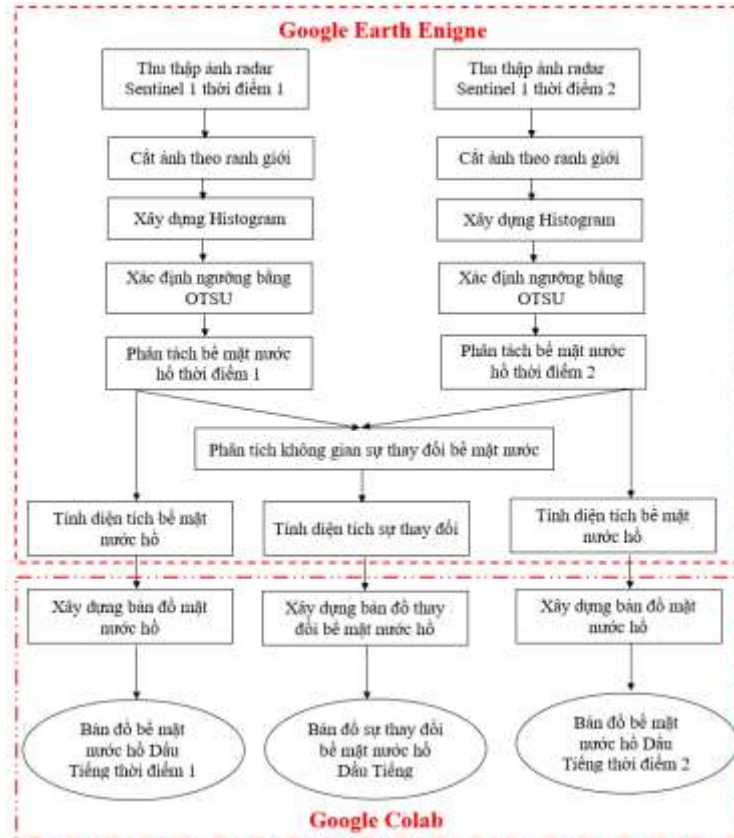 Google Earth Enigne
Thu thập ảnh radar
Sentinel 1 thời điểm 1
Thu thập ảnh radar
Sentinel 1 thời điểm 2
Cắt ảnh theo ranh giới
Cắt ảnh theo ranh giới
Xây dựng Histogram
Xây dựng Histogram
Xác định ngưỡng bằng
OTSU
Xác định ngưỡng bằng
OTSU
Phân tách bề mặt nước
hồ thời điểm 1
Phân tách bề mặt nước
hồ thời điểm 2
Phân tích không gian sự thay đổi bề mặt nước
Tính diện tích bề mặt
nước hồ
Tính diện tích sự thay đổi
Tính diện tích bề mặt
nước hồ
Xây dựng bản đồ mặt
nước hồ
Xây dựng bản đồ thay
đổi bề mặt nước hồ
Xây dựng bản đồ mặt
nước hồ
Bản đồ bề mặt
nước hồ Dầu
Tiếng thời điểm 1
Bản đồ sự thay đổi
bề mặt nước hồ
Dầu Tiếng
Bản đồ bề mặt
nước hồ Dầu
Tiếng thời điểm 2
Google Colab